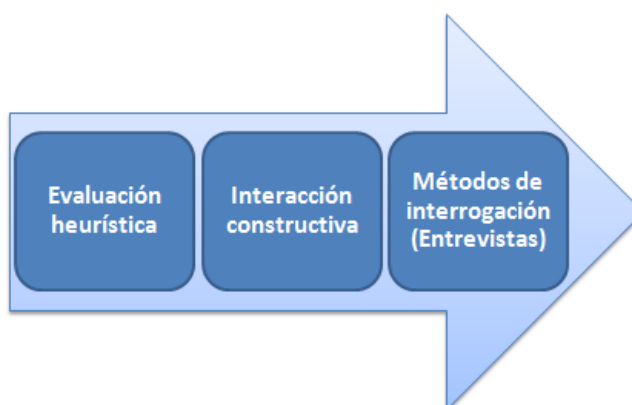 Evaluación
heurística
Interacción
constructiva
Métodos de
interrogación
(Entrevistas)